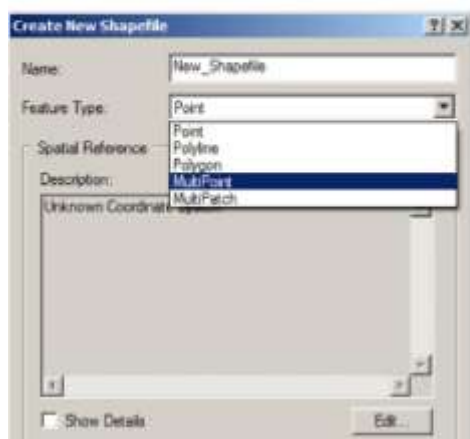 Create New Shapefile
Name: New_Shapefile
Feature Type: Point
Point
Polyline
Polygon
MultiPoint
MultiPatch
Spatial Reference
Description:
Unknown Coordinate System
Show Details
Edit...